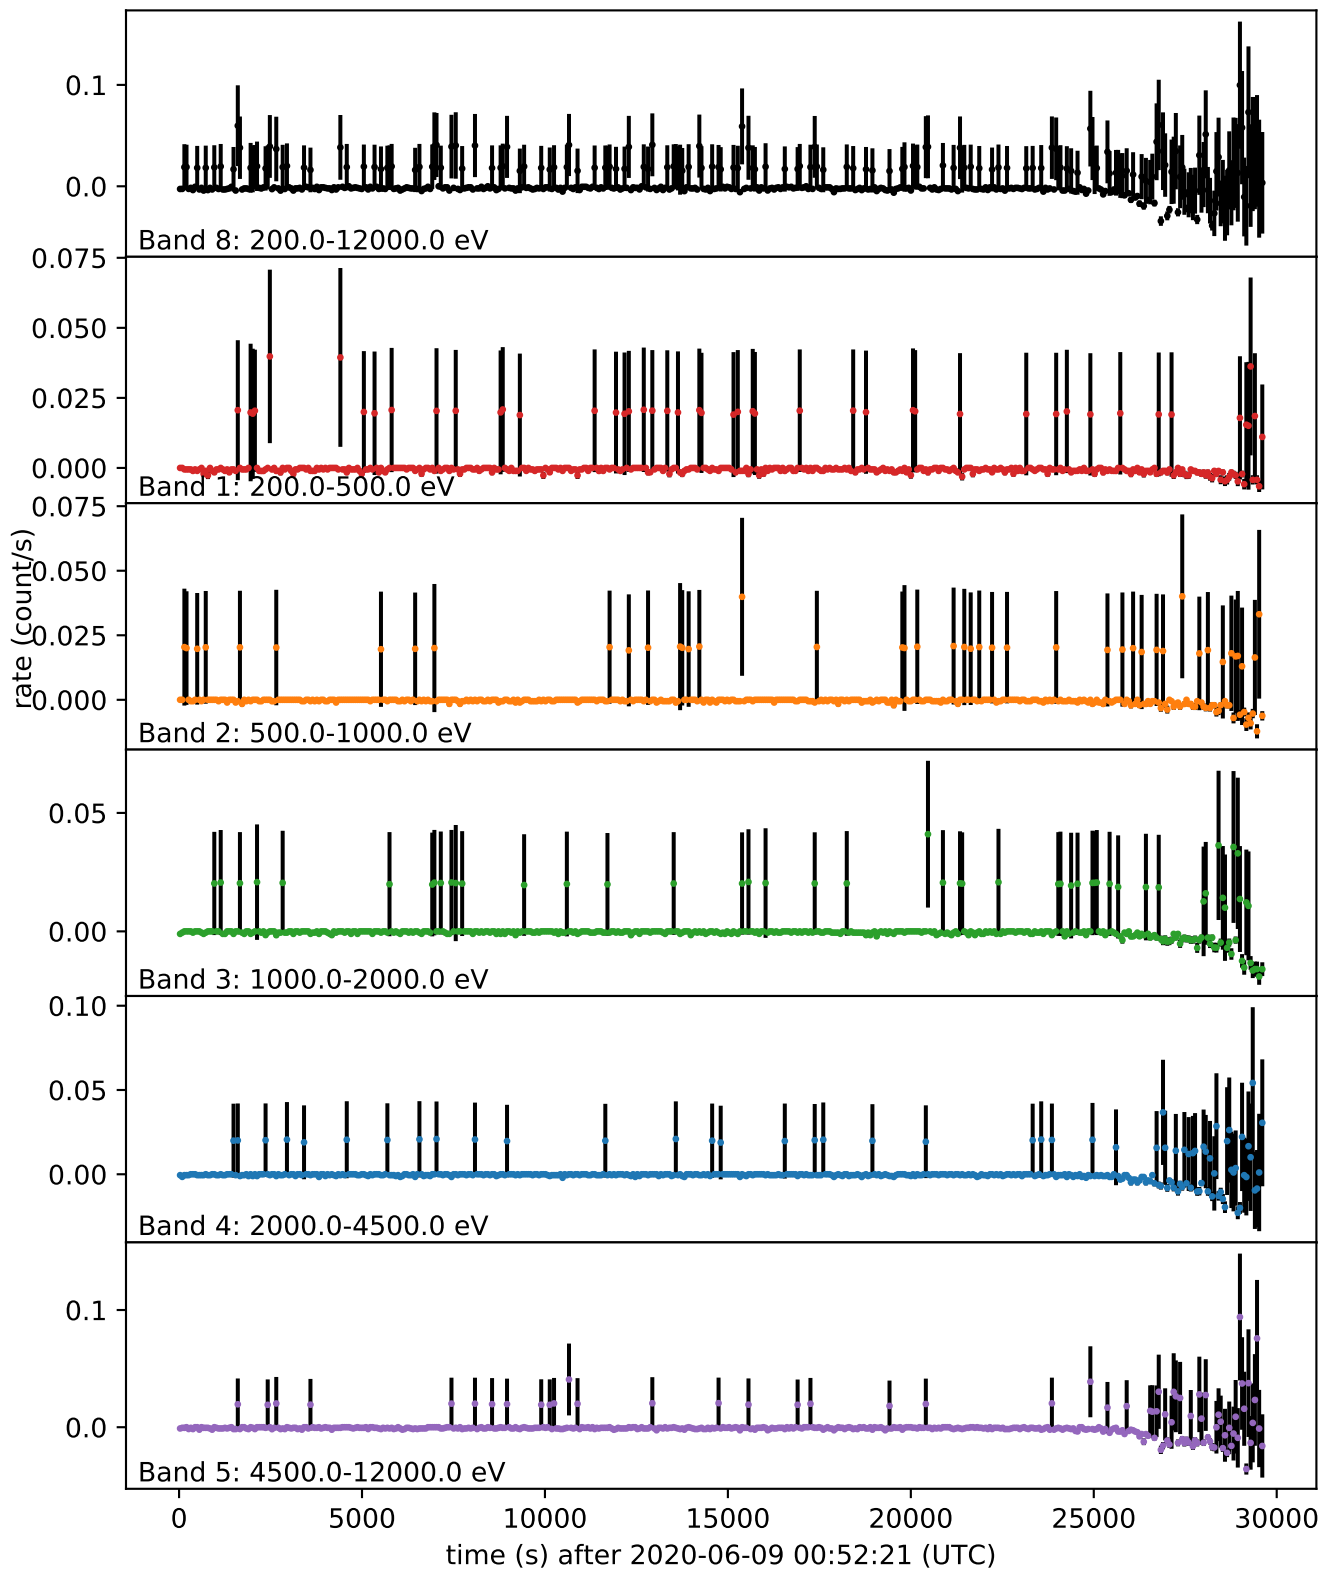 0.1
0.0
Band 8: 200.0-12000.0 eV
0.075
0.050
0.025
0.000
Band 1: 200.0-500.0 eV
0.075
0.050
0.025
0.000
Band 2: 500.0-1000.0 eV
rate (count/s)
0.05
0.00
Band 3: 1000.0-2000.0 eV
0.10
0.05
0.00
Band 4: 2000.0-4500.0 eV
0.1
0.0
Band 5: 4500.0-12000.0 eV
0 5000 10000 15000 20000 25000 30000
time (s) after 2020-06-09 00:52:21 (UTC)